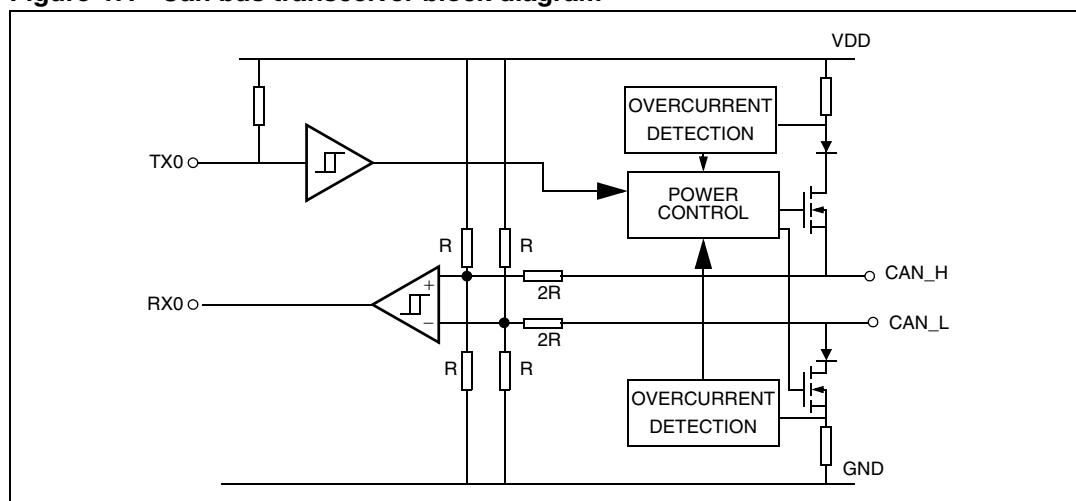 Figure Can bus transceiver block diagram
VDD
OVERCURRENT
DETECTION
TX0
POWER
CONTROL
R
R
+
2R
CAN_H
RX0
−
2R
CAN_L
R
R
OVERCURRENT
DETECTION
GND